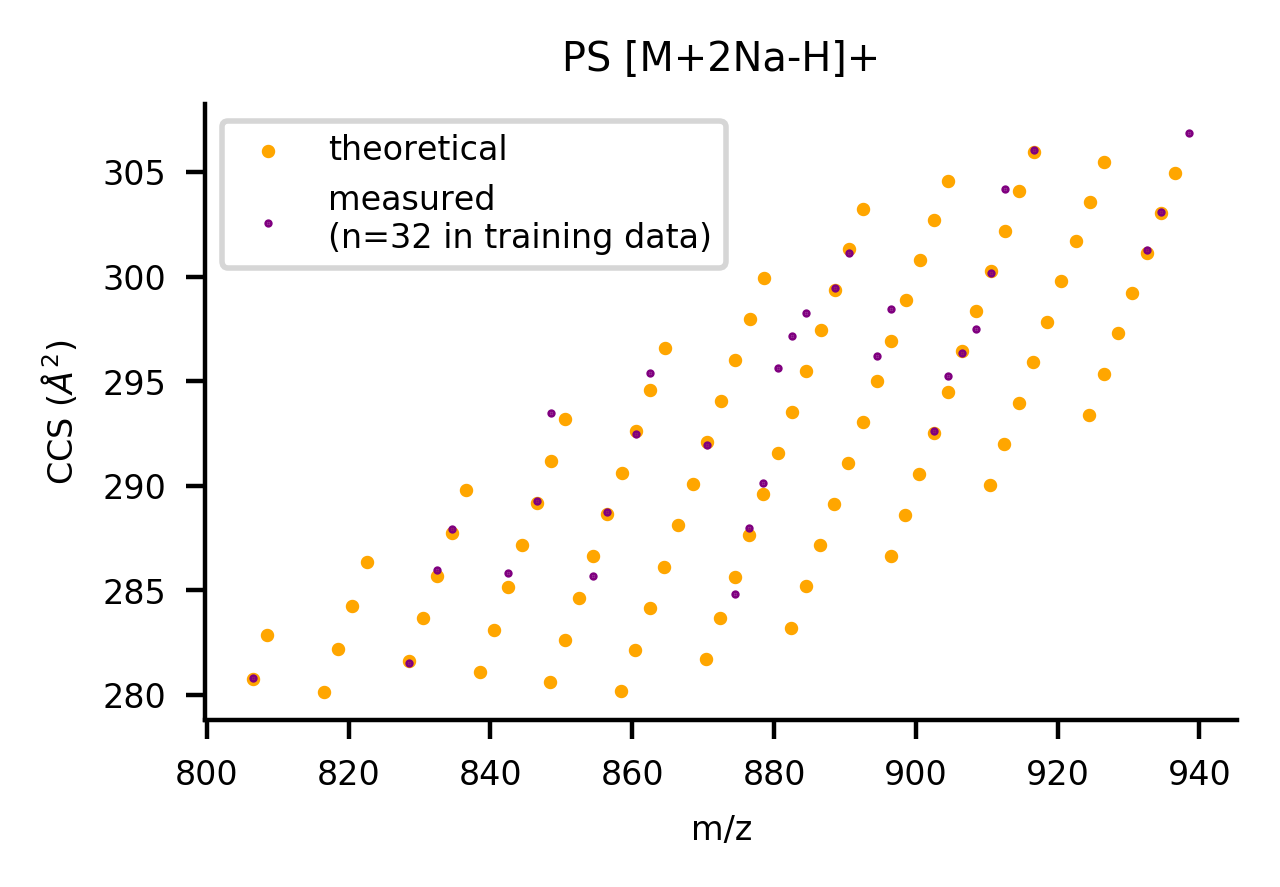 PS [M+2Na-H]+
theoretical
measured
(n=32 in training data)
CCS (Å²)
305
300
295
290
285
280
800 820 840 860 880 900 920 940
m/z